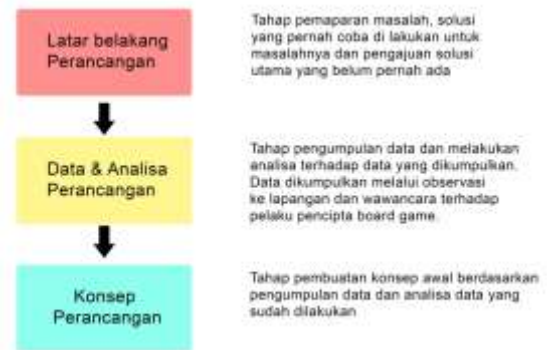 Latar belakang
Perancangan
Tahap pemaparan masalah, solusi
yang pernah coba di lakukan untuk
masalahnya dan pengajuan solusi
utama yang belum pernah ada
Data & Analisa
Perancangan
Tahap pengumpulan data dan melakukan
analisa terhadap data yang dikumpulkan.
Data dikumpulkan melalui observasi
ke lapangan dan wawancara terhadap
pelaku pencipta board game.
Konsep
Perancangan
Tahap pembuatan konsep awal berdasarkan
pengumpulan data dan analisa data yang
sudah dilakukan